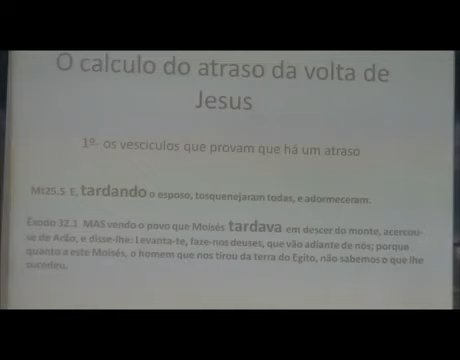 O calculo do atraso da volta de
Jesus
1º- os vesciculos que provam que há um atraso
Mt25.5 E, tardando o esposo, tosquenejaram todas, e adormeceram.
Êxodo 32.1 MAS vendo o povo que Moisés tardava em descer do monte, acercou-
se de Arão, e disse-lhe: Levanta-te, faze-nos deuses, que vão adiante de nós; porque
quanto a este Moisés, o homem que nos tirou da terra do Egito, não sabemos o que lhe
sucedeu.